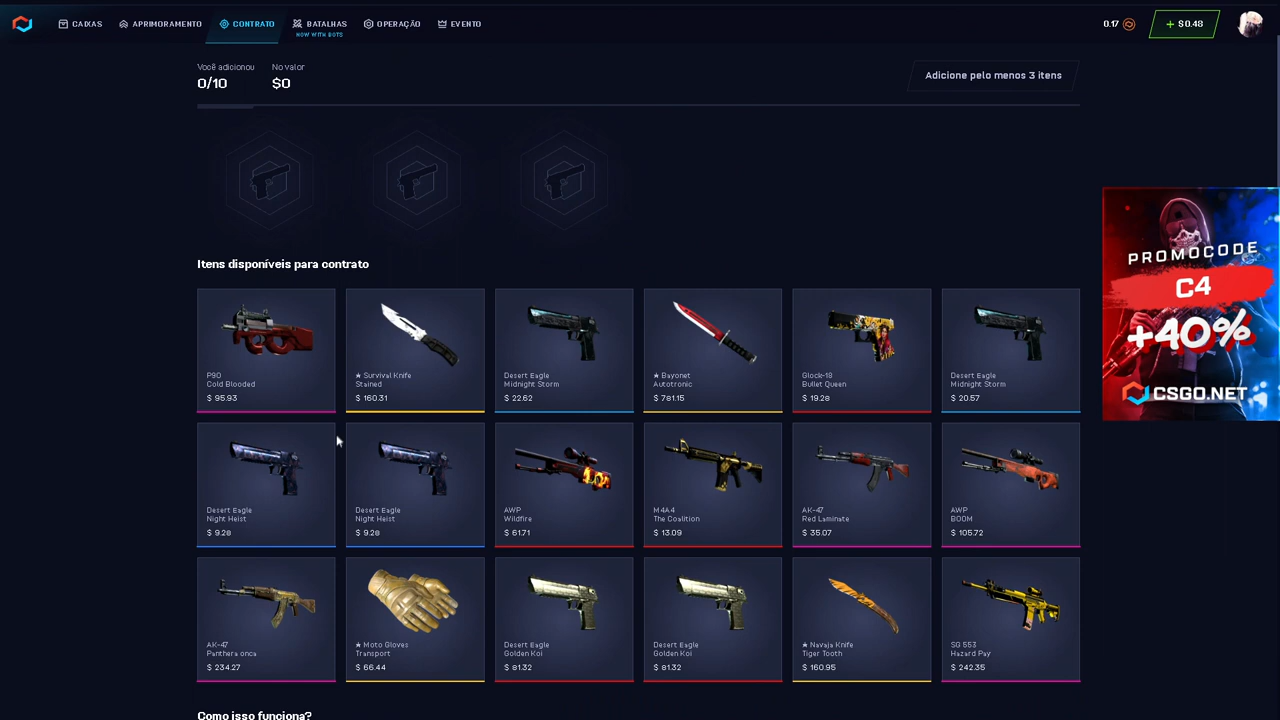 CAIXAS
APRIMORAMENTO
CONTRATO
BATALHAS
NOW WITH BOTS
OPERAÇÃO
EVENTO
0.17
+ $ 0.48
Você adicionou
0/10
No valor
$0
Adicione pelo menos 3 itens
Itens disponíveis para contrato
P90
Cold Blooded
$ 95.93
★ Survival Knife
Stained
$ 160.31
Desert Eagle
Midnight Storm
$ 22.62
★ Bayonet
Autotronic
$ 781.15
Glock-18
Bullet Queen
$ 19.28
Desert Eagle
Midnight Storm
$ 20.57
Desert Eagle
Night Heist
$ 9.28
Desert Eagle
Night Heist
$ 9.28
AWP
Wildfire
$ 61.71
M4A4
The Coalition
$ 13.09
AK-47
Red Laminate
$ 35.07
AWP
BOOM
$ 105.72
AK-47
Panthera onca
$ 234.27
★ Moto Gloves
Transport
$ 66.44
Desert Eagle
Golden Koi
$ 81.32
Desert Eagle
Golden Koi
$ 81.32
★ Navaja Knife
Tiger Tooth
$ 160.95
SG 553
Hazard Pay
$ 242.35
PROMOCODE
C4
+40%
CSGO.NET
Como isso funciona?